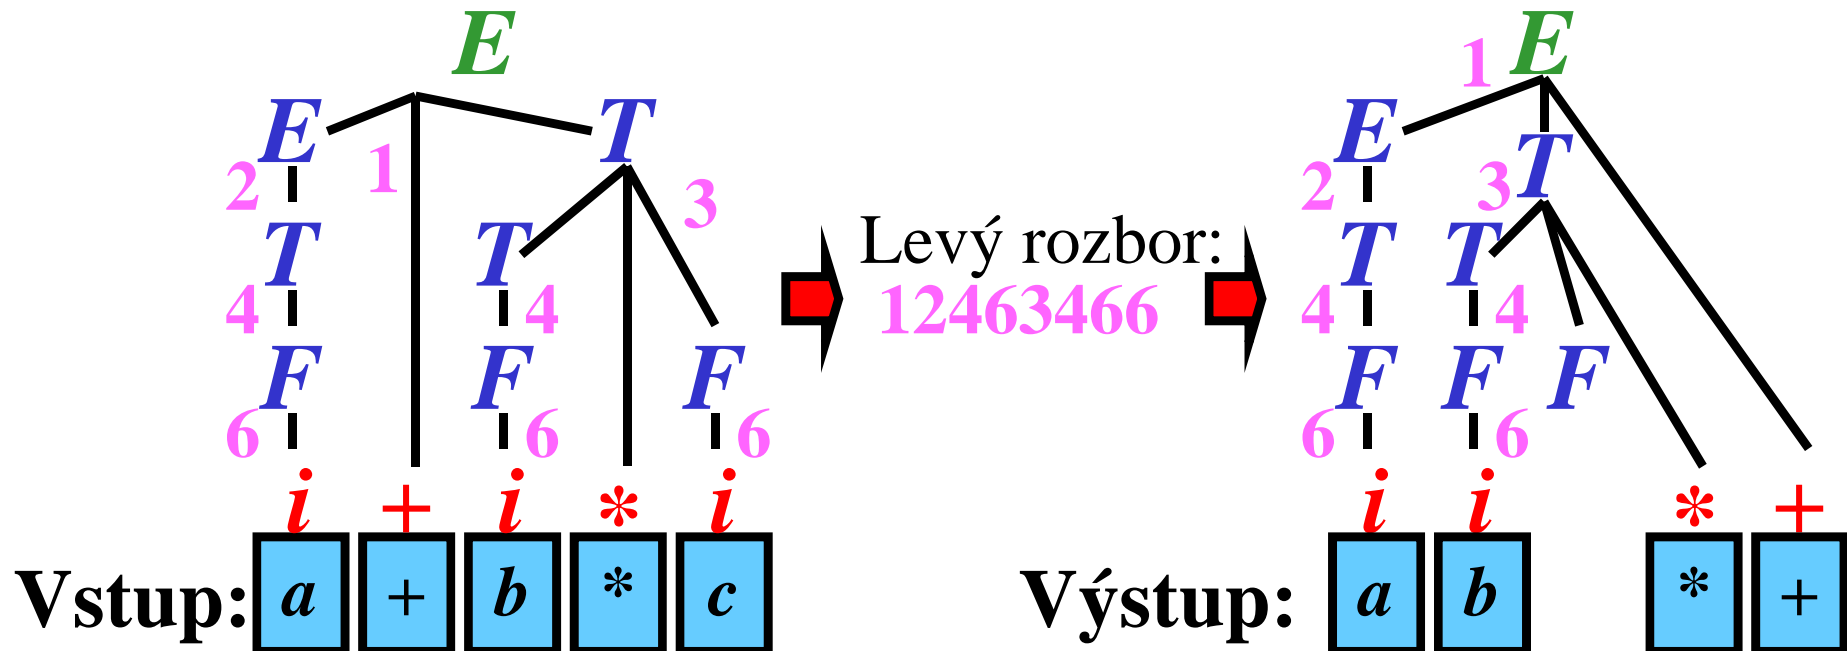 E 1 E
E T E
2 1 3 2 3 T
T T Levý rozbor: T T
4 4 12463466 4 4
F F F F F F
6 6 6 6 6
i + i * i i i * +
Vstup: a + b * c Výstup: a b * +